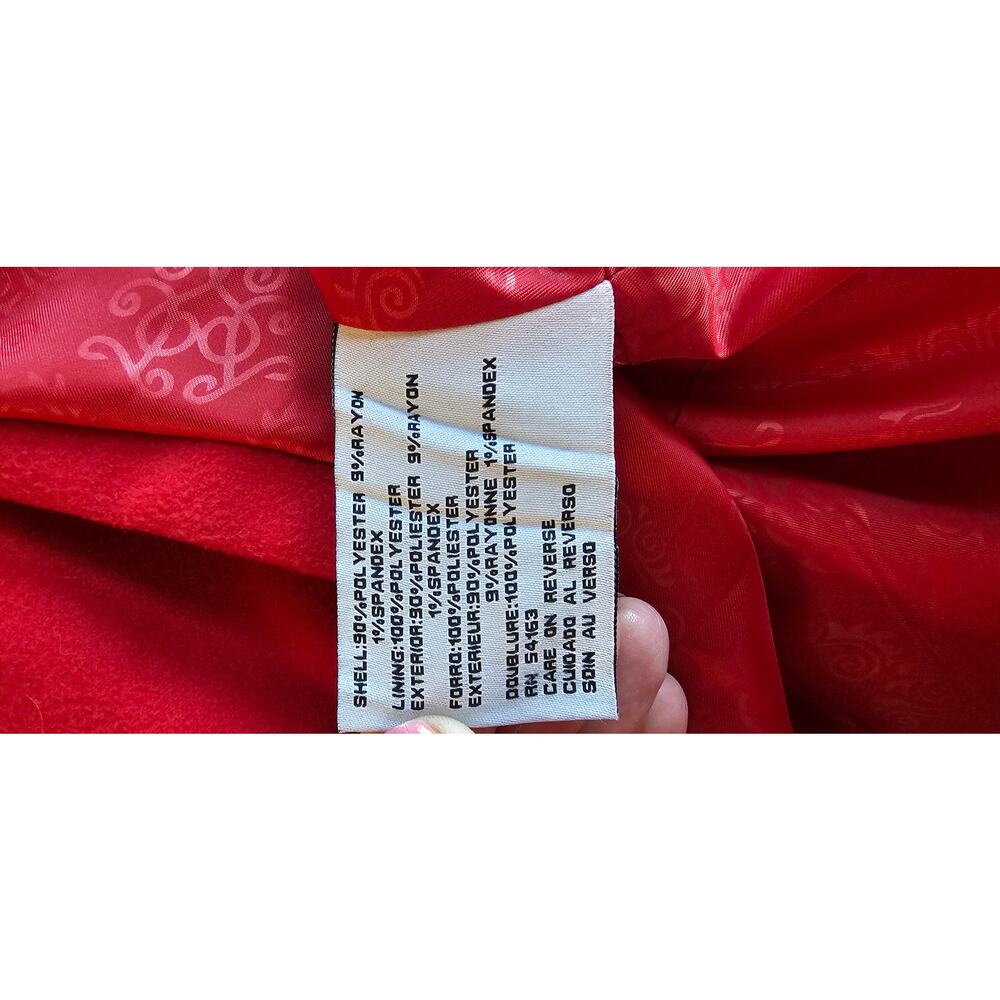 SHELL:90%POLYESTER 9%RAYON
1%SPANDEX
LINING:100%POLYESTER
EXTERIOR:90%POLIESTER 9%RAYON
1%SPANDEX
FORRO:100%POLIESTER
EXTERIEUR:90%POLYESTER
9%RAYONNE 1%SPANDEX
DOUBLURE:100%POLYESTER
RN 54163
CARE ON REVERSE
CUIDADO AL REVERSO
SOIN AU VERSO